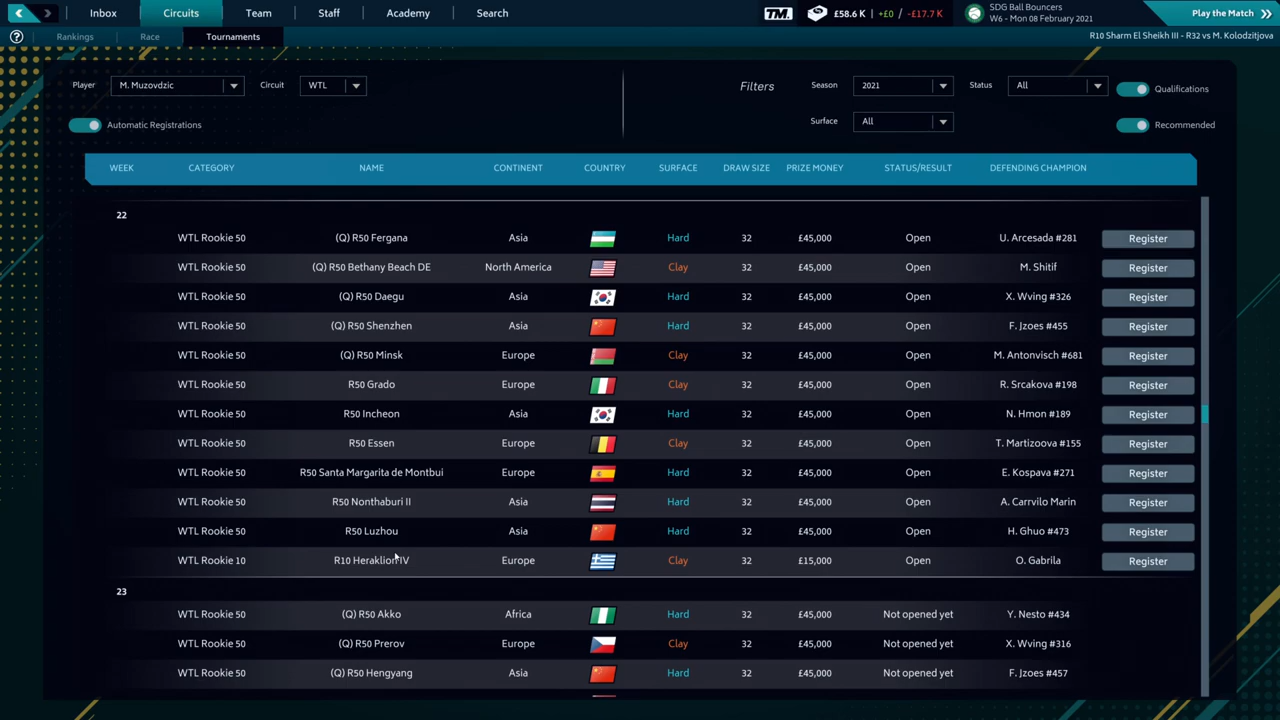 Inbox Circuits Team Staff Academy Search TM. £58.6 K +£0 / -£17.7 K SDG Ball Bouncers Play the Match
W6 - Mon 08 February 2021
? Rankings Race Tournaments R10 Sharm El Sheikh III - R32 vs M. Kolodzitjova
Player M. Muzovdzic Circuit WTL Filters Season 2021 Status All Qualifications
Automatic Registrations Surface All Recommended
WEEK CATEGORY NAME CONTINENT COUNTRY SURFACE DRAW SIZE PRIZE MONEY STATUS/RESULT DEFENDING CHAMPION
22
WTL Rookie 50 (Q) R50 Fergana Asia Hard 32 £45,000 Open U. Arcesada #281 Register
WTL Rookie 50 (Q) R50 Bethany Beach DE North America Clay 32 £45,000 Open M. Shitif Register
WTL Rookie 50 (Q) R50 Daegu Asia Hard 32 £45,000 Open X. Wving #326 Register
WTL Rookie 50 (Q) R50 Shenzhen Asia Hard 32 £45,000 Open F. Jzoes #455 Register
WTL Rookie 50 (Q) R50 Minsk Europe Clay 32 £45,000 Open M. Antonvisch #681 Register
WTL Rookie 50 R50 Grado Europe Clay 32 £45,000 Open R. Srcakova #198 Register
WTL Rookie 50 R50 Incheon Asia Hard 32 £45,000 Open N. Hmon #189 Register
WTL Rookie 50 R50 Essen Europe Clay 32 £45,000 Open T. Martizoova #155 Register
WTL Rookie 50 R50 Santa Margarita de Montbui Europe Hard 32 £45,000 Open E. Kospava #271 Register
WTL Rookie 50 R50 Nonthaburi II Asia Hard 32 £45,000 Open A. Carrvilo Marin Register
WTL Rookie 50 R50 Luzhou Asia Hard 32 £45,000 Open H. Ghuo #473 Register
WTL Rookie 10 R10 Heraklion IV Europe Clay 32 £15,000 Open O. Gabrila Register
23
WTL Rookie 50 (Q) R50 Akko Africa Hard 32 £45,000 Not opened yet Y. Nesto #434
WTL Rookie 50 (Q) R50 Prerov Europe Clay 32 £45,000 Not opened yet X. Wving #316
WTL Rookie 50 (Q) R50 Hengyang Asia Hard 32 £45,000 Not opened yet F. Jzoes #457